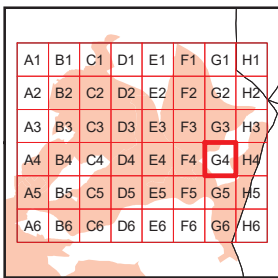 A1 B1 C1 D1 E1 F1 G1 H1
A2 B2 C2 D2 E2 F2 G2 H2
A3 B3 C3 D3 E3 F3 G3 H3
A4 B4 C4 D4 E4 F4 G4 H4
A5 B5 C5 D5 E5 F5 G5 H5
A6 B6 C6 D6 E6 F6 G6 H6